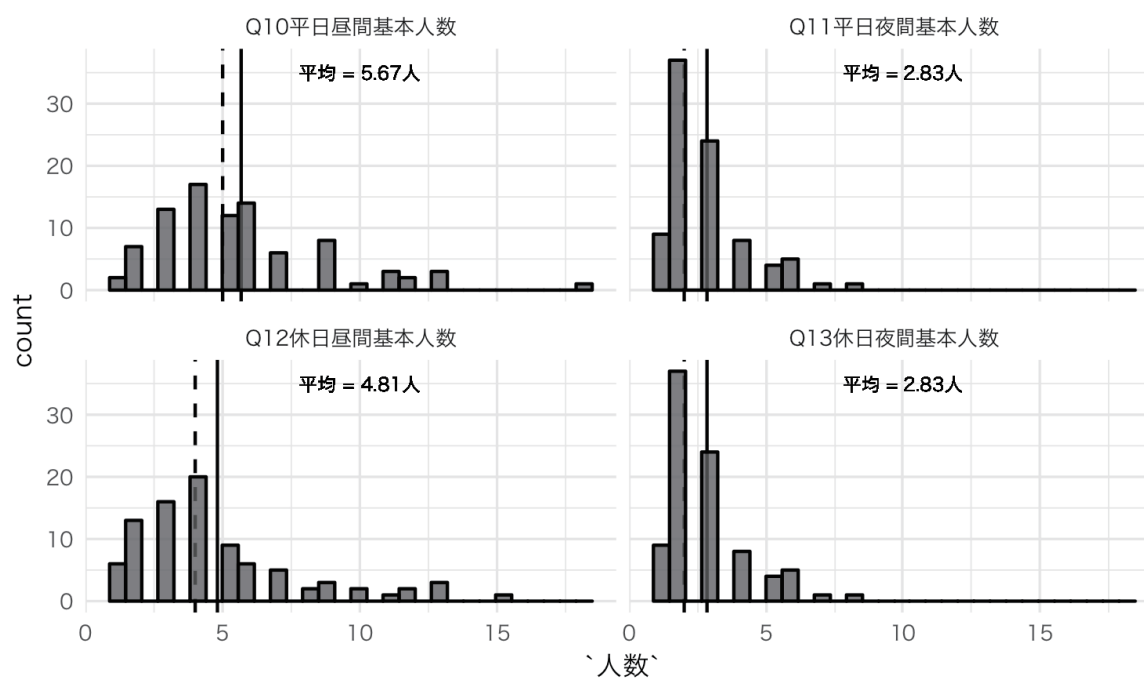 Q10平日昼間基本人数
Q11平日夜間基本人数
平均 = 5.67人
平均 = 2.83人
30
20
10
0
count
Q12休日昼間基本人数
Q13休日夜間基本人数
平均 = 4.81人
平均 = 2.83人
30
20
10
0
0 5 10 15
0 5 10 15
`人数`